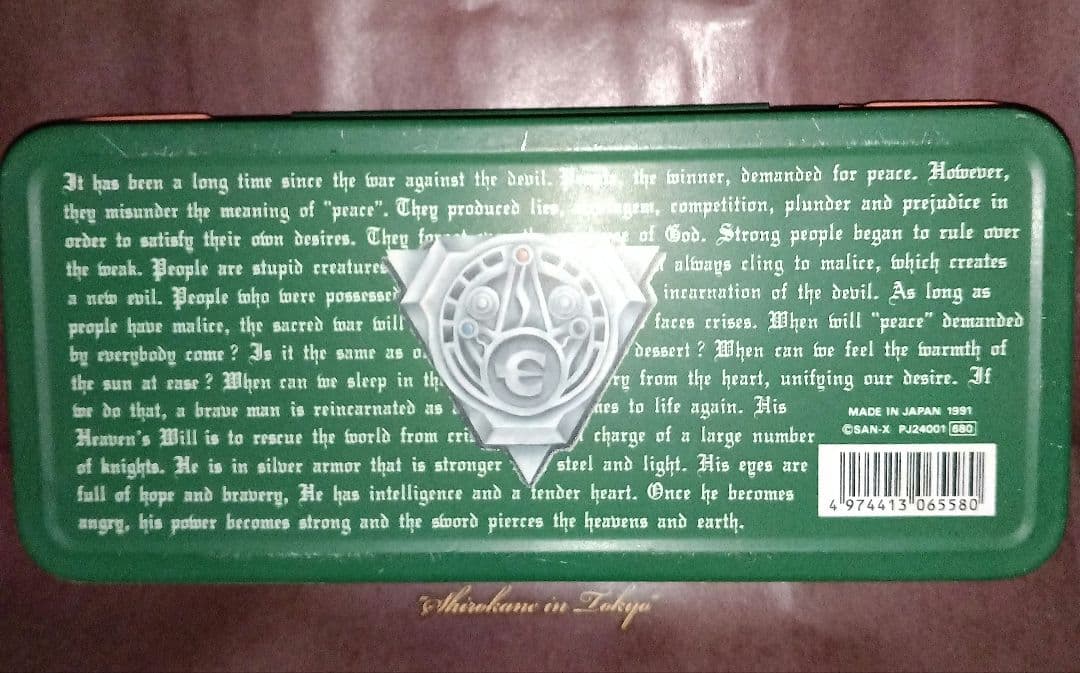 It has been a long time since the war against the devil. the winner, demanded for peace. However,
they misunder the meaning of "peace". They produced lies, competition, plunder and prejudice in
order to satisfy their own desires. They of God. Strong people began to rule over
the weak. People are stupid creatures always cling to malice, which creates
a new evil. People who were incarnation of the devil. As long as
people have malice, the sacred war will faces crises. When will "peace" demanded
by everybody come? Is it the same as dessert? When can we feel the warmth of
the sun at ease? When can we sleep in from the heart, unifying our desire. If
we do that, a brave man is reincarnated as to life again. His
MADE IN JAPAN 1991
Heaven's Will is to rescue the world from charge of a large number
©SAN-X PJ24001 680
of knights. He is in silver armor that is stronger steel and light. His eyes are
full of hope and bravery, He has intelligence and a tender heart. Once he becomes
4 974413 065580
angry, his power becomes strong and the sword pierces the heavens and earth.
"Shirokane in Tokyo"